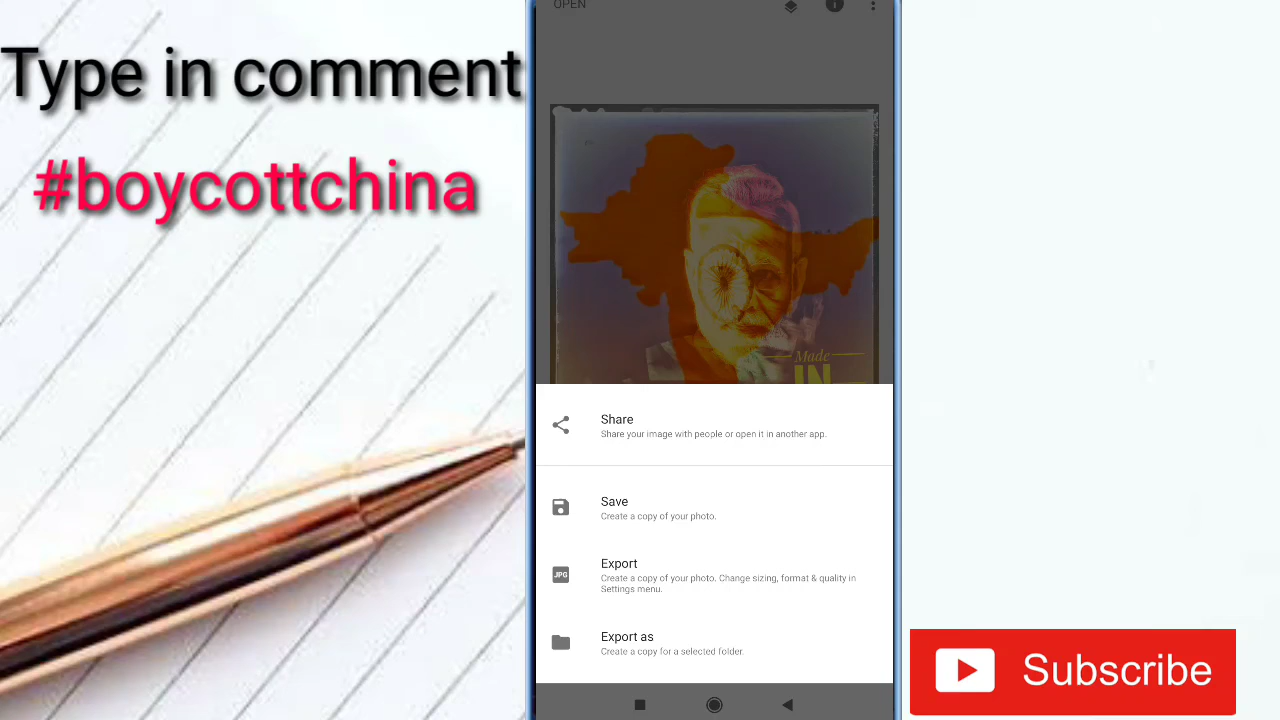 Type in comment
#boycottchina
OPEN
Made
IN
Share
Share your image with people or open it in another app.
Save
Create a copy of your photo.
JPG
Export
Create a copy of your photo. Change sizing, format & quality in
Settings menu.
Export as
Create a copy for a selected folder.
Subscribe